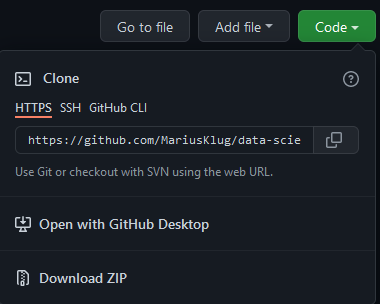 Go to file Add file Code
Clone
HTTPS SSH GitHub CLI
https://github.com/MariusKlug/data-scie
Use Git or checkout with SVN using the web URL.
Open with GitHub Desktop
Download ZIP